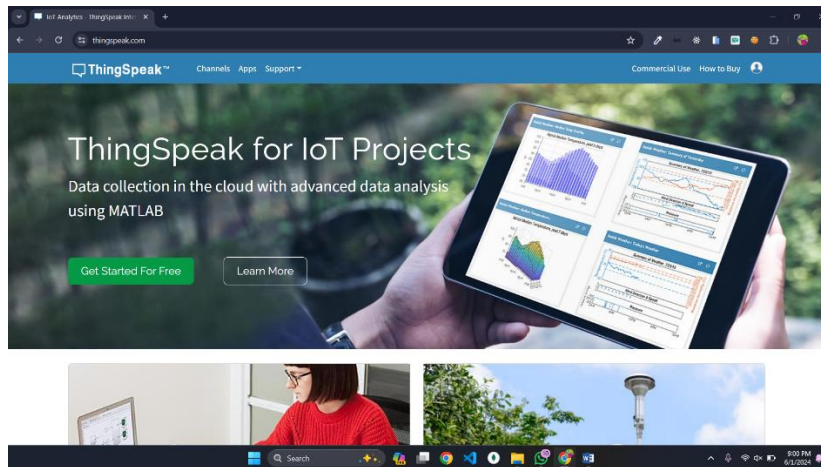 IoT Analytics - ThingSpeak Inter
thingspeak.com
ThingSpeak™
Channels Apps Support
Commercial Use How to Buy
ThingSpeak for IoT Projects
Data collection in the cloud with advanced data analysis
using MATLAB
Get Started For Free
Learn More
Search
9:00 PM
6/1/2024